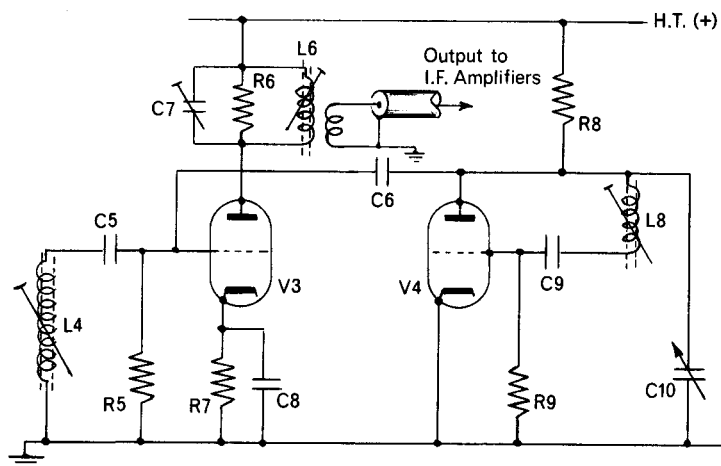 H.T. (+)
L6
Output to
I.F. Amplifiers
C7
R6
R8
C6
C5
L8
V3
V4
C9
L4
R5
R7
C8
R9
C10